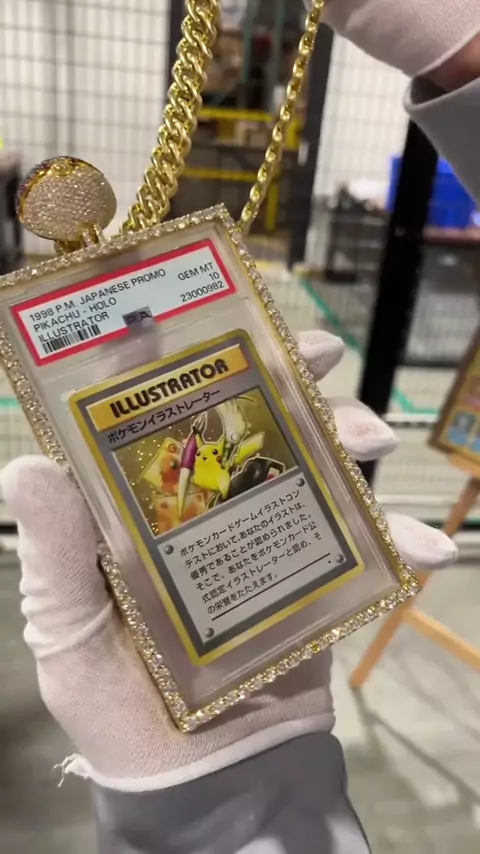 1998 P.M. JAPANESE PROMO
PIKACHU - HOLO
GEM MT
ILLUSTRATOR
10
23000982
PSA
ILLUSTRATOR
ポケモンイラストレーター
ポケモンカードゲームイラストコン
テストにおいて、あなたのイラストは、
優秀であることが認められました。
そこで、あなたをポケモンカード公
式認定イラストレーターと認め、そ
の栄誉をたたえます。